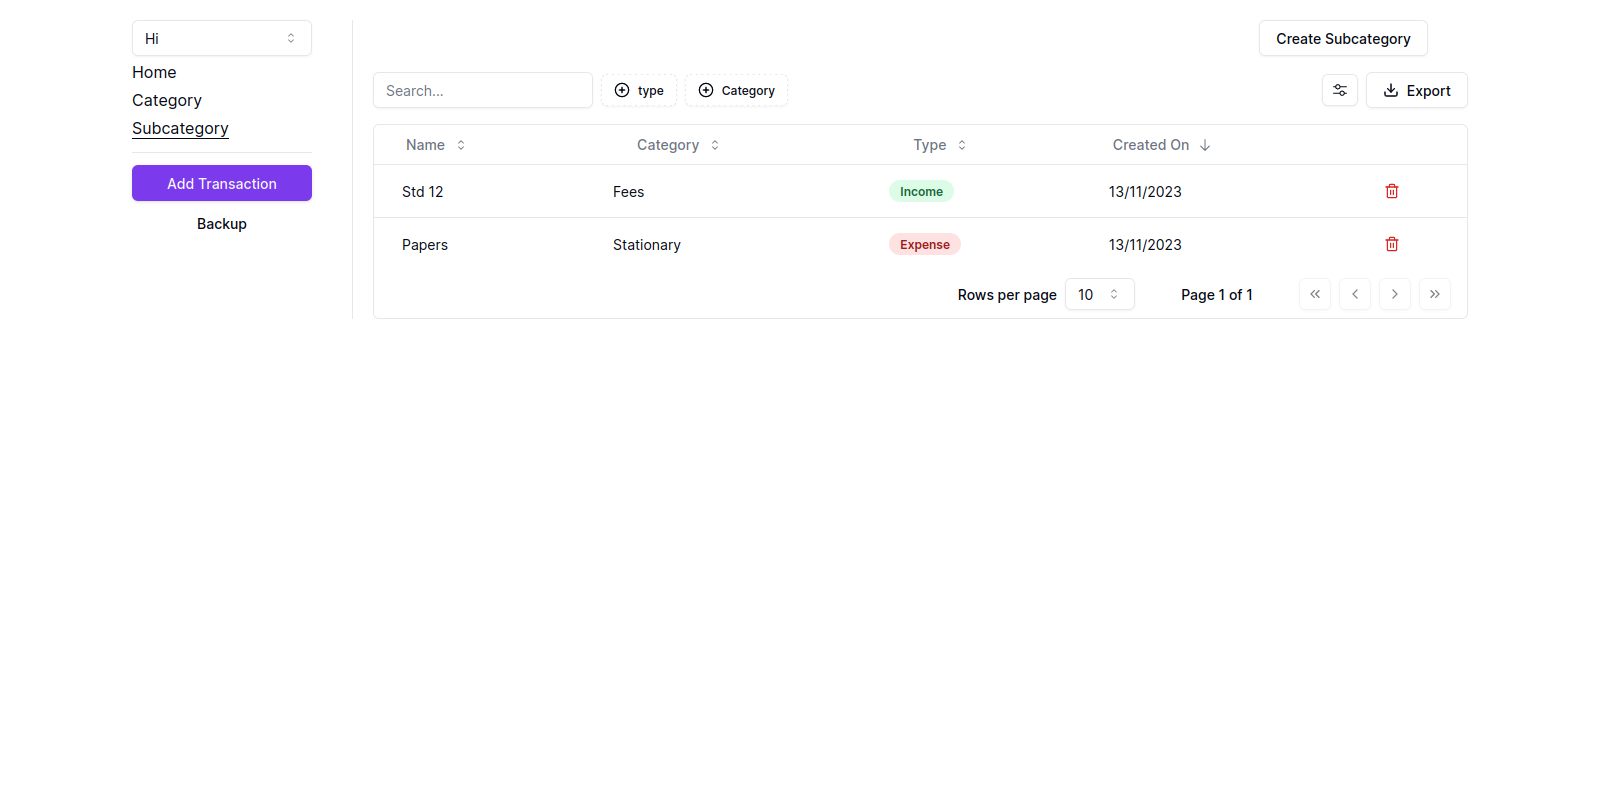 Hi
Home
Category
Subcategory
Add Transaction
Backup
Create Subcategory
Search...
type
Category
Export
Name Category Type Created On
Std 12 Fees Income 13/11/2023
Papers Stationary Expense 13/11/2023
Rows per page 10 Page 1 of 1